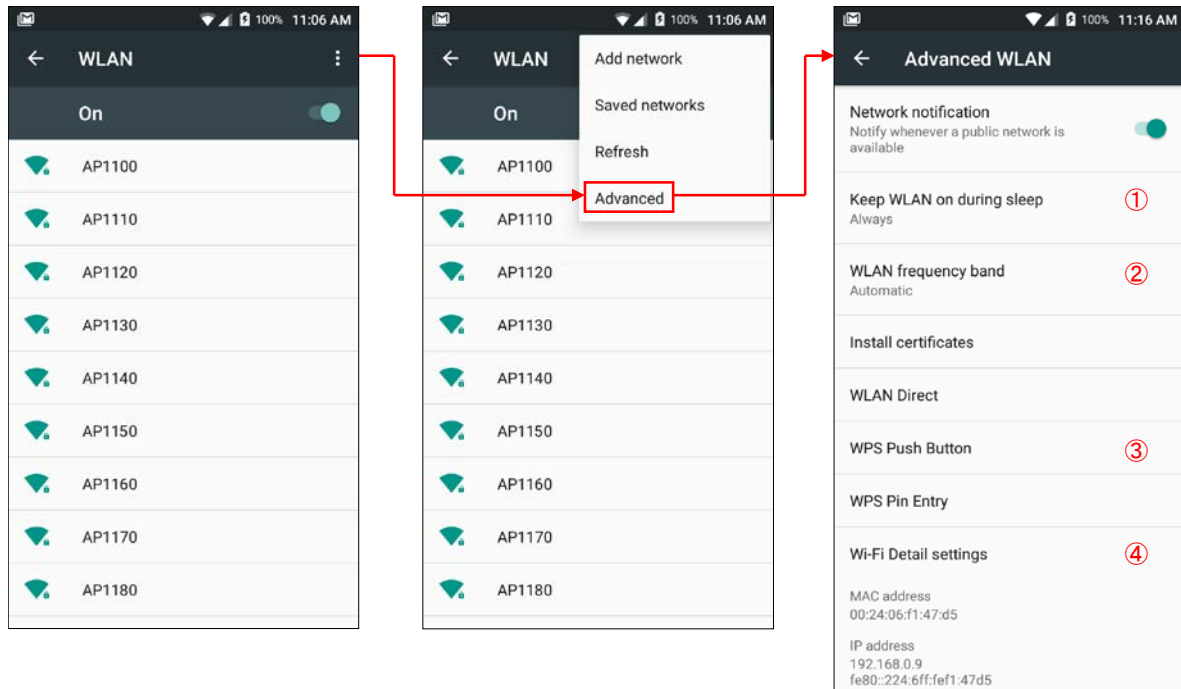 100% 11:06 AM
WLAN
On
AP1100
AP1110
AP1120
AP1130
AP1140
AP1150
AP1160
AP1170
AP1180
100% 11:06 AM
WLAN
Add network
On
Saved networks
Refresh
Advanced
AP1100
AP1110
AP1120
AP1130
AP1140
AP1150
AP1160
AP1170
AP1180
100% 11:16 AM
Advanced WLAN
Network notification
Notify whenever a public network is
available
Keep WLAN on during sleep ①
Always
WLAN frequency band ②
Automatic
Install certificates
WLAN Direct
WPS Push Button ③
WPS Pin Entry
Wi-Fi Detail settings ④
MAC address
00:24:06:f1:47:d5
IP address
192.168.0.9
fe80::224:6ff:fef1:47d5